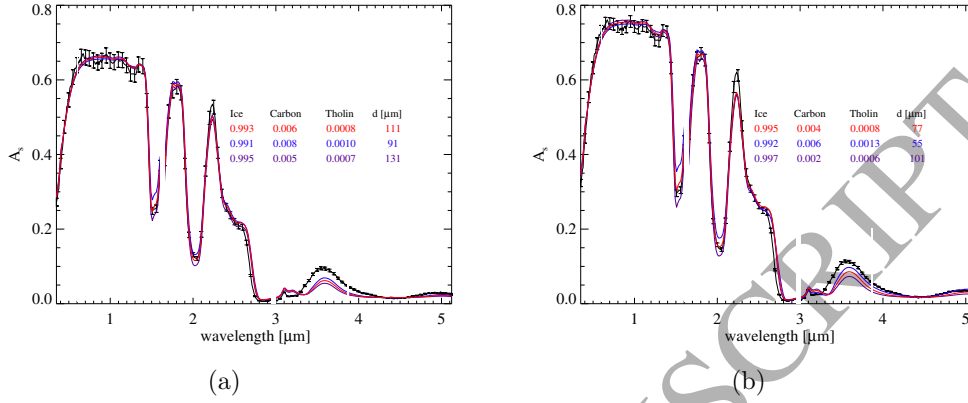 0.8
0.6
0.4
0.2
0.0
A_s
Ice Carbon Tholin d [µm]
0.993 0.006 0.0008 111
0.991 0.008 0.0010 91
0.995 0.005 0.0007 131
1 2 3 4 5
wavelength [µm]
(a)
0.8
0.6
0.4
0.2
0.0
A_s
Ice Carbon Tholin d [µm]
0.995 0.004 0.0008 77
0.992 0.006 0.0013 55
0.997 0.002 0.0006 101
1 2 3 4 5
wavelength [µm]
(b)
SCRIPT